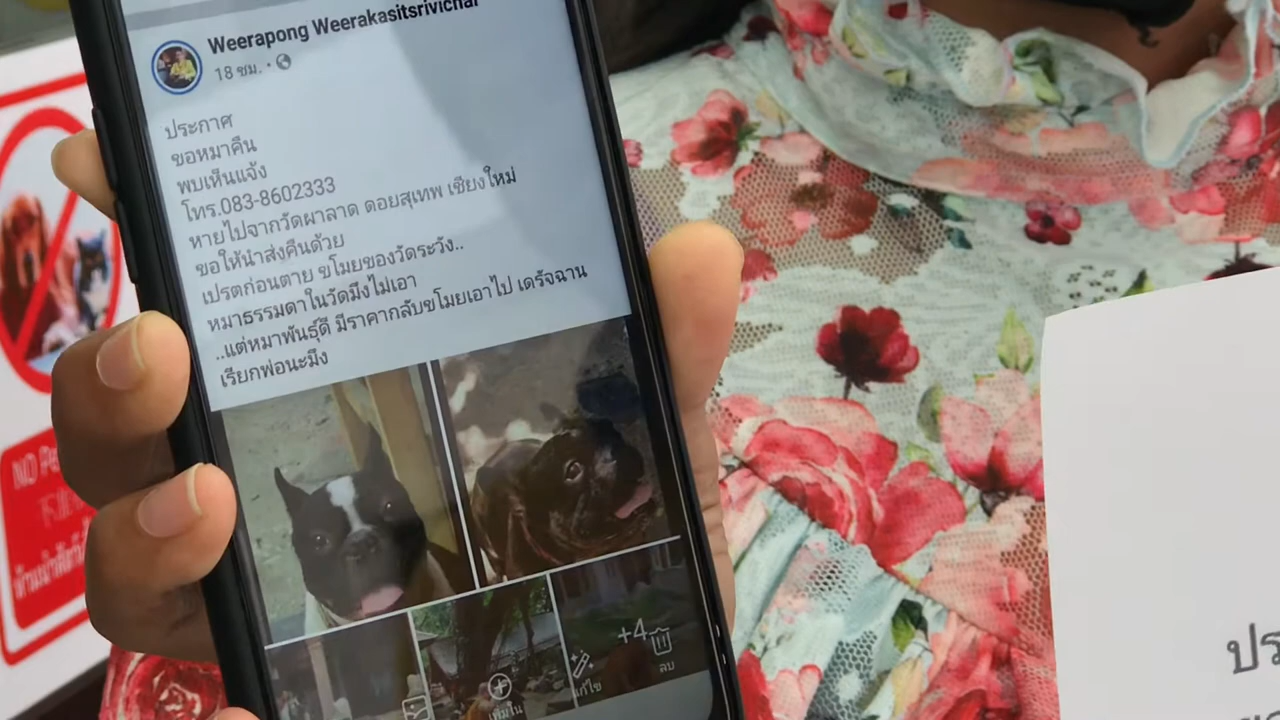 Weerapong Weerakasitsrivichai
18 ชม.
ประกาศ
ขอหมาคืน
พบเห็นแจ้ง
โทร.083-8602333
หายไปจากวัดผาลาด ดอยสุเทพ เชียงใหม่
ขอให้นำส่งคืนด้วย
เปรตก่อนตาย ขโมยของวัดระวัง..
หมาธรรมดาในวัดมึงไม่เอา
..แต่หมาพันธุ์ดี มีราคากลับขโมยเอาไป เดรัจฉาน
เรียกพ่อนะมึง
+4
แก้ไข
ลบ
NO